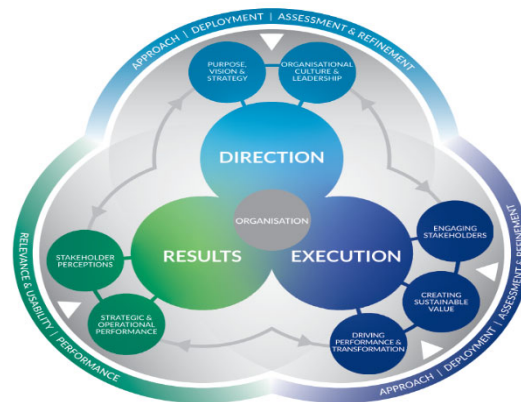 APPROACH | DEPLOYMENT | ASSESSMENT & REFINEMENT
PURPOSE,
VISION &
STRATEGY
ORGANISATIONAL
CULTURE &
LEADERSHIP
DIRECTION
ORGANISATION
RESULTS
EXECUTION
STAKEHOLDER
PERCEPTIONS
STRATEGIC &
OPERATIONAL
PERFORMANCE
ENGAGING
STAKEHOLDERS
CREATING
SUSTAINABLE
VALUE
DRIVING
PERFORMANCE &
TRANSFORMATION
RELEVANCE & USABILITY | PERFORMANCE
APPROACH | DEPLOYMENT | ASSESSMENT & REFINEMENT